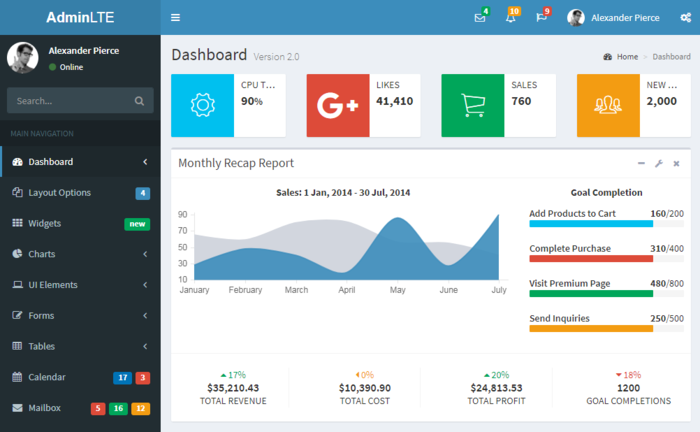 AdminLTE
4
10
9
Alexander Pierce
Alexander Pierce
Online
Search...
MAIN NAVIGATION
Dashboard
Layout Options 4
Widgets new
Charts
UI Elements
Forms
Tables
Calendar 17 3
Mailbox 5 16 12
Dashboard Version 2.0
Home > Dashboard
CPU T...
90%
G+
LIKES
41,410
SALES
760
NEW ...
2,000
Monthly Recap Report
Sales: 1 Jan, 2014 - 30 Jul, 2014
90
70
50
30
10
January February March April May June July
Goal Completion
Add Products to Cart 160/200
Complete Purchase 310/400
Visit Premium Page 480/800
Send Inquiries 250/500
17%
$35,210.43
TOTAL REVENUE
0%
$10,390.90
TOTAL COST
20%
$24,813.53
TOTAL PROFIT
18%
1200
GOAL COMPLETIONS